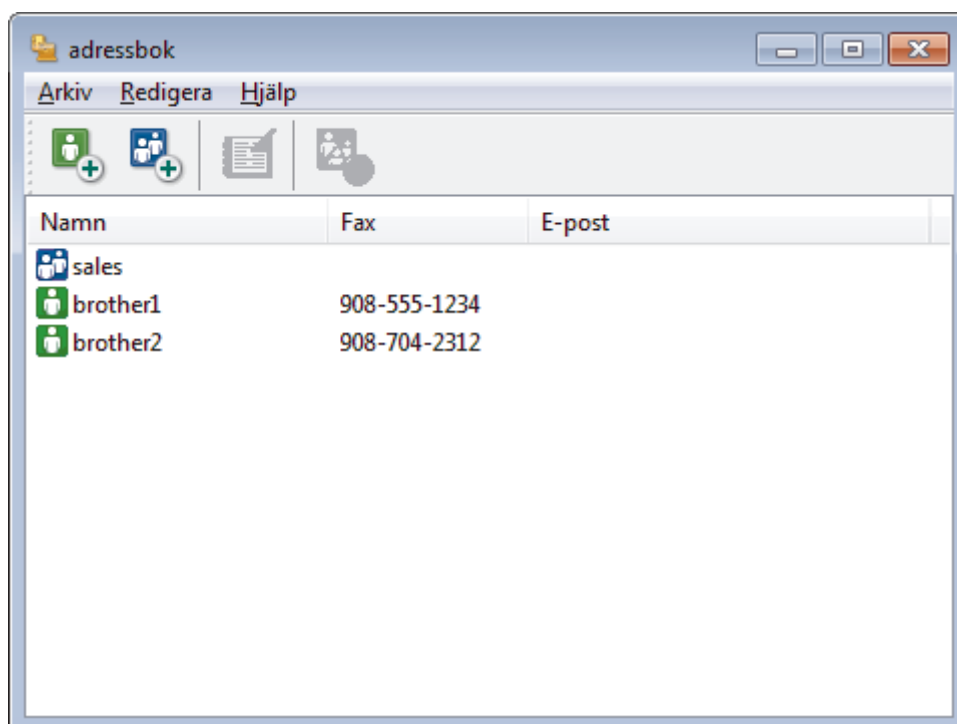 adressbok
Arkiv Redigera Hjälp
Namn Fax E-post
sales
brother1 908-555-1234
brother2 908-704-2312